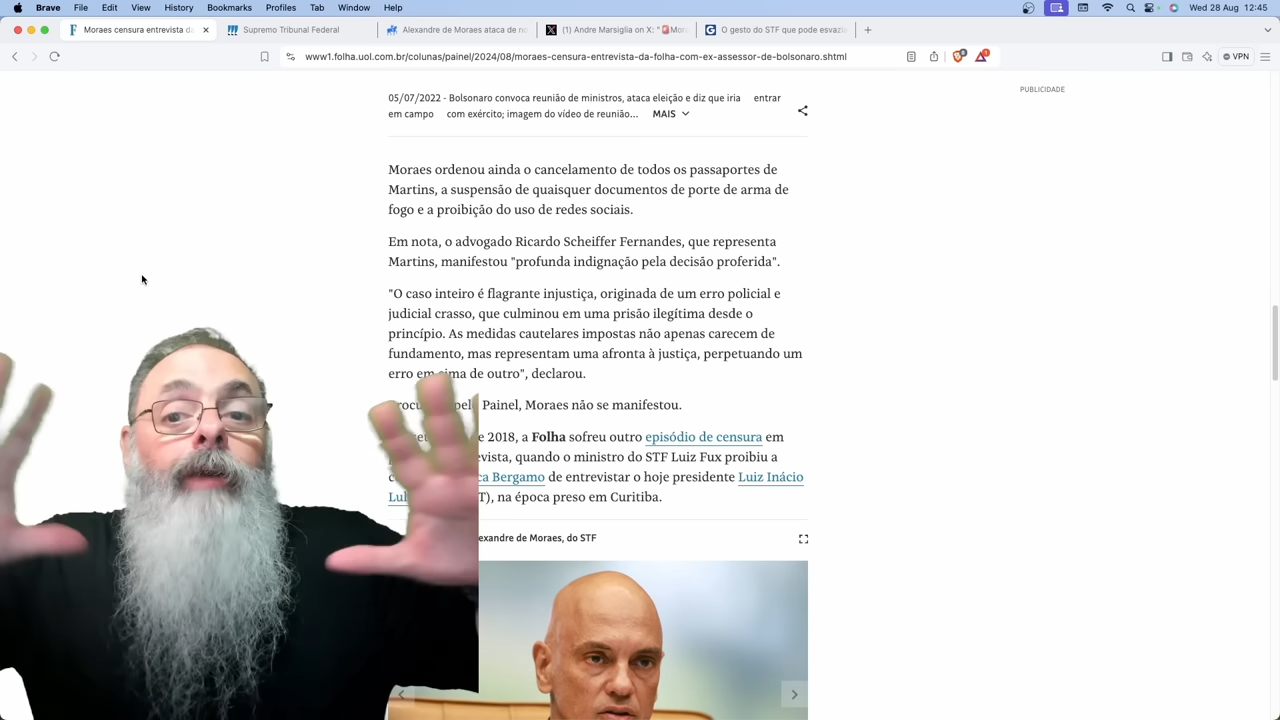 Brave File Edit View History Bookmarks Profiles Tab Window Help Wed 28 Aug 12:45
Moraes censura entrevista da Supremo Tribunal Federal Alexandre de Moraes ataca de no (1) Andre Marsiglia on X: "🚨Mora O gesto do STF que pode esvazia
www1.folha.uol.com.br/colunas/painel/2024/08/moraes-censura-entrevista-da-folha-com-ex-assessor-de-bolsonaro.shtml VPN
PUBLICIDADE
05/07/2022 - Bolsonaro convoca reunião de ministros, ataca eleição e diz que iria entrar
em campo com exército; imagem do vídeo de reunião... MAIS
Moraes ordenou ainda o cancelamento de todos os passaportes de
Martins, a suspensão de quaisquer documentos de porte de arma de
fogo e a proibição do uso de redes sociais.
Em nota, o advogado Ricardo Scheiffer Fernandes, que representa
Martins, manifestou "profunda indignação pela decisão proferida".
"O caso inteiro é flagrante injustiça, originada de um erro policial e
judicial crasso, que culminou em uma prisão ilegítima desde o
princípio. As medidas cautelares impostas não apenas carecem de
fundamento, mas representam uma afronta à justiça, perpetuando um
erro em cima de outro", declarou.
Painel, Moraes não se manifestou.
de 2018, a Folha sofreu outro episódio de censura em
quando o ministro do STF Luiz Fux proibiu a
Bergamo de entrevistar o hoje presidente Luiz Inácio
na época preso em Curitiba.
de Moraes, do STF